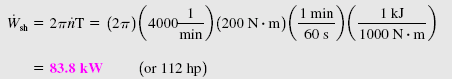 Ẇsh = 2πṅT = (2π)(4000 1/min)(200 N·m)(1 min/60 s)(1 kJ/1000 N·m)
= 83.8 kW (or 112 hp)